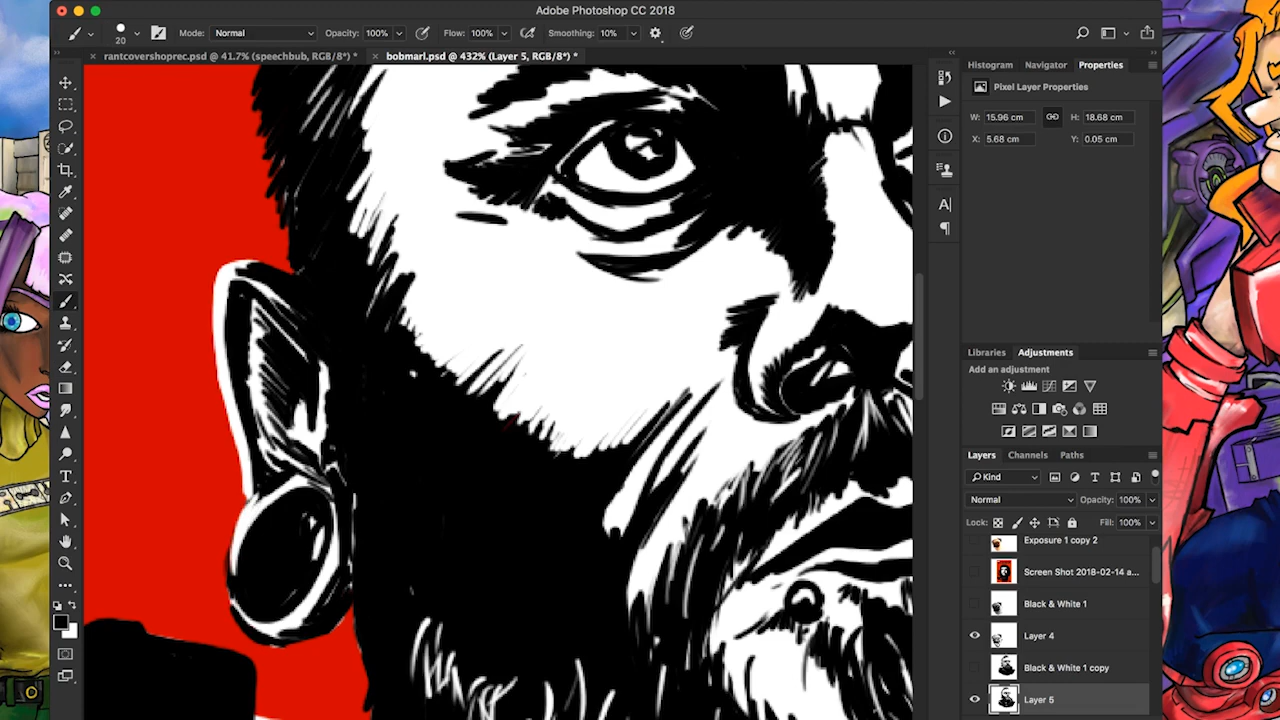 Adobe Photoshop CC 2018
20
Mode: Normal
Opacity: 100%
Flow: 100%
Smoothing: 10%
rantcovershoprec.psd @ 41.7% (speechbub, RGB/8*) *
bobmarl.psd @ 432% (Layer 5, RGB/8*) *
Histogram Navigator Properties
Pixel Layer Properties
W: 15.96 cm H: 18.68 cm
X: 5.68 cm Y: 0.05 cm
Libraries Adjustments
Add an adjustment
Layers Channels Paths
Kind
Normal Opacity: 100%
Lock: Fill: 100%
Exposure 1 copy 2
Screen Shot 2018-02-14 a...
Black & White 1
Layer 4
Black & White 1 copy
Layer 5